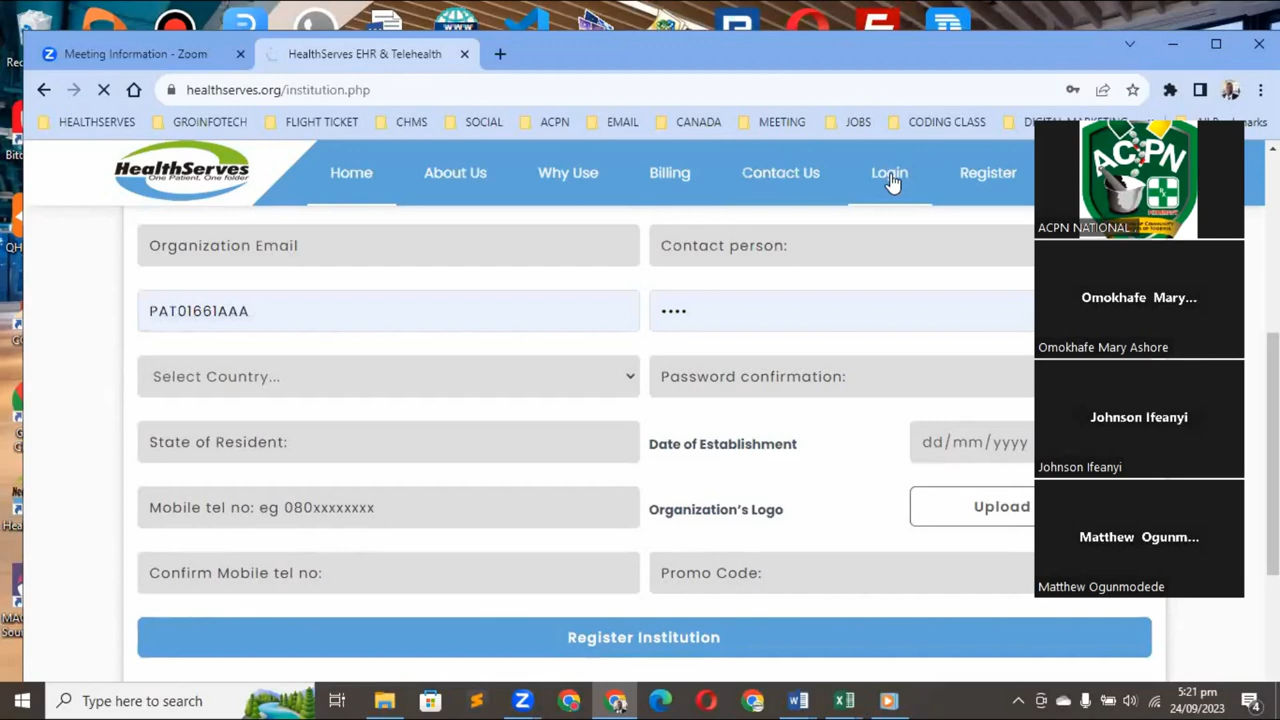 Meeting Information - Zoom
HealthServes EHR & Telehealth
healthserves.org/institution.php
HEALTHSERVES
GROINFOTECH
FLIGHT TICKET
CHMS
SOCIAL
ACPN
EMAIL
CANADA
MEETING
JOBS
CODING CLASS
HealthServes
One Patient, One folder
Home
About Us
Why Use
Billing
Contact Us
Login
Register
ACPN
ACPN NATIONAL
Organization Email
Contact person:
PAT01661AAA
Select Country...
Password confirmation:
State of Resident:
Date of Establishment
dd/mm/yyyy
Mobile tel no: eg 080xxxxxxxx
Organization's Logo
Upload
Confirm Mobile tel no:
Promo Code:
Register Institution
Omokhafe Mary...
Omokhafe Mary Ashore
Johnson Ifeanyi
Johnson Ifeanyi
Matthew Ogunm...
Matthew Ogunmodede
Type here to search
5:21 pm
24/09/2023
4